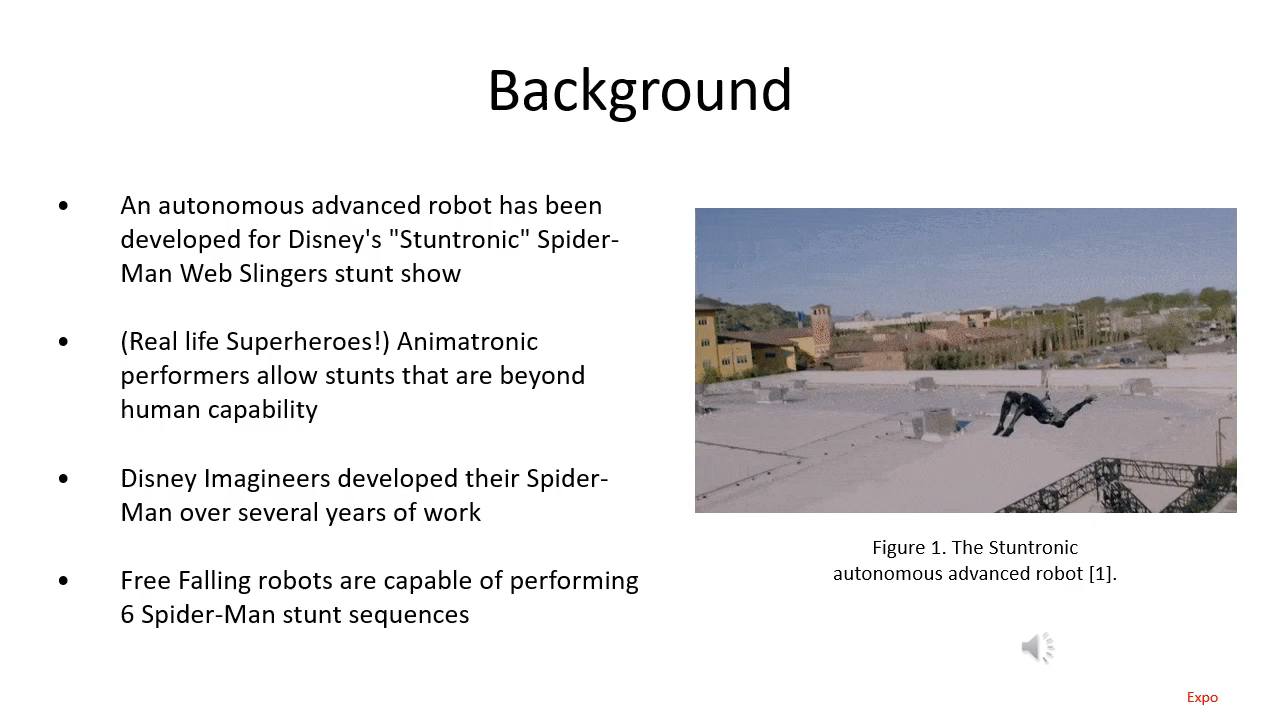 Background
• An autonomous advanced robot has been
developed for Disney's "Stuntronic" Spider-
Man Web Slingers stunt show
• (Real life Superheroes!) Animatronic
performers allow stunts that are beyond
human capability
• Disney Imagineers developed their Spider-
Man over several years of work
• Free Falling robots are capable of performing
6 Spider-Man stunt sequences
Figure 1. The Stuntronic
autonomous advanced robot [1].
Expo